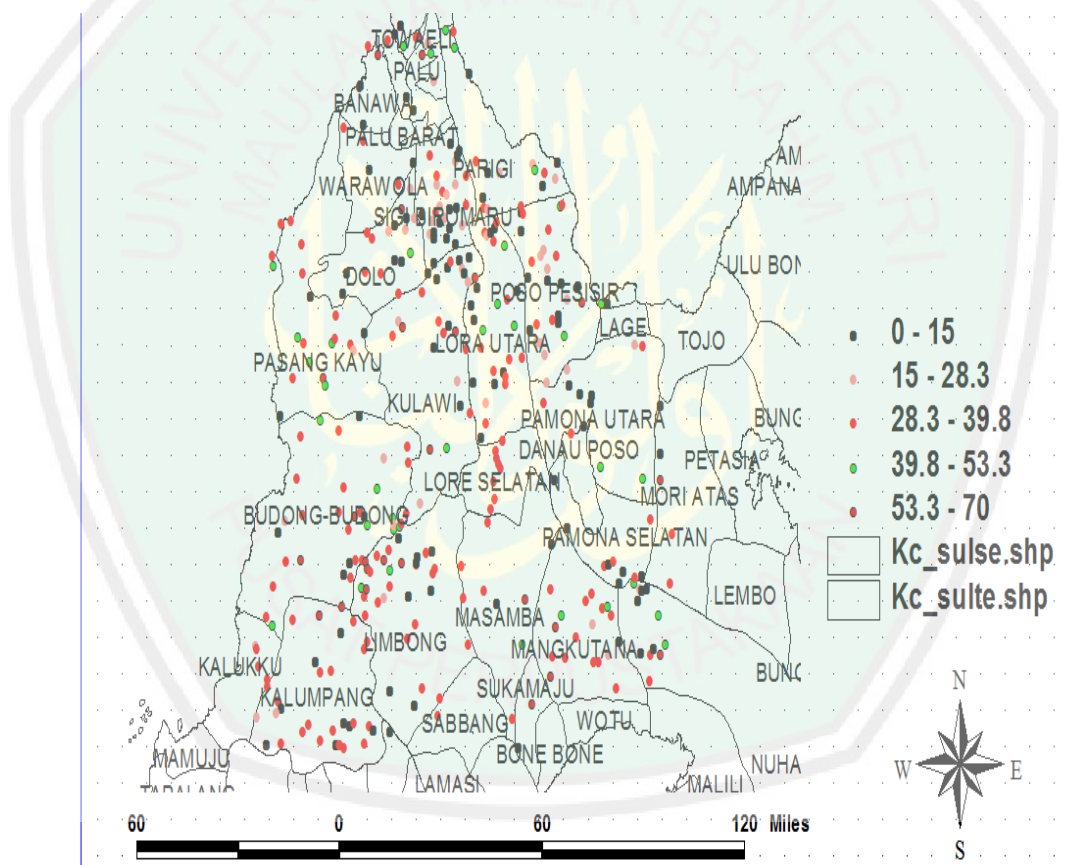 TOWAELI
PALU
BANAWA
PALU BARAT
PARIGI
AM
WARAWOLA
AMPANA
SIGI BIROMARU
ULU BON
DOLO
POSO PESISIR
LAGE
TOJO
LORA UTARA
PASANG KAYU
KULAWI
PAMONA UTARA
BUNG
DANAU POSO
PETASIA
LORE SELATAN
MORI ATAS
BUDONG-BUDONG
PAMONA SELATAN
LEMBO
MASAMBA
LIMBONG
MANGKUTANA
KALUKKU
BUNG
SUKAMAJU
KALUMPANG
SABBANG
WOTU
BONE BONE
MAMUJU
NUHA
LAMASI
MALILI
0 - 15
15 - 28.3
28.3 - 39.8
39.8 - 53.3
53.3 - 70
Kc_sulse.shp
Kc_sulte.shp
N
W E
S
60 0 60 120 Miles